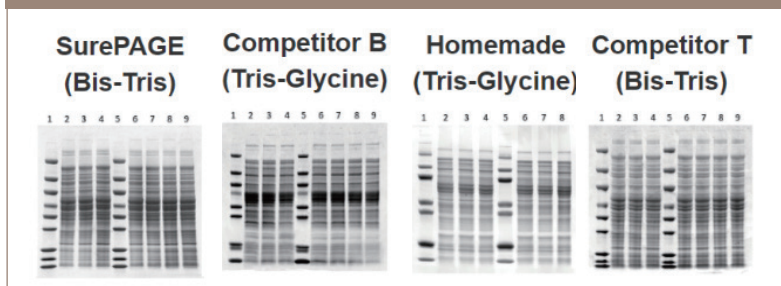 SurePAGE
(Bis-Tris)
1 2 3 4 5 6 7 8 9
Competitor B
(Tris-Glycine)
1 2 3 4 5 6 7 8 9
Homemade
(Tris-Glycine)
1 2 3 4 5 6 7 8
Competitor T
(Bis-Tris)
1 2 3 4 5 6 7 8 9